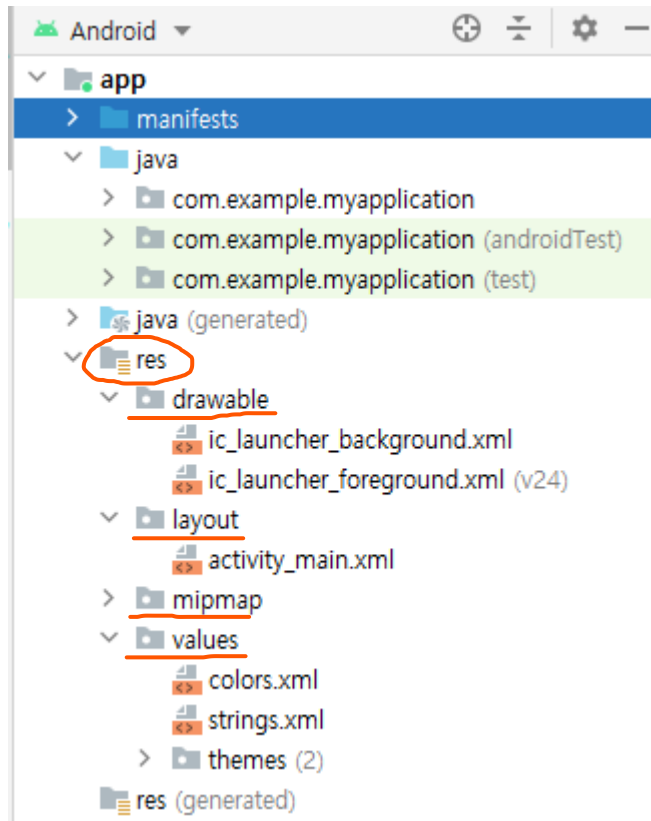 Android
app
manifests
java
com.example.myapplication
com.example.myapplication (androidTest)
com.example.myapplication (test)
java (generated)
res
drawable
ic_launcher_background.xml
ic_launcher_foreground.xml (v24)
layout
activity_main.xml
mipmap
values
colors.xml
strings.xml
themes (2)
res (generated)